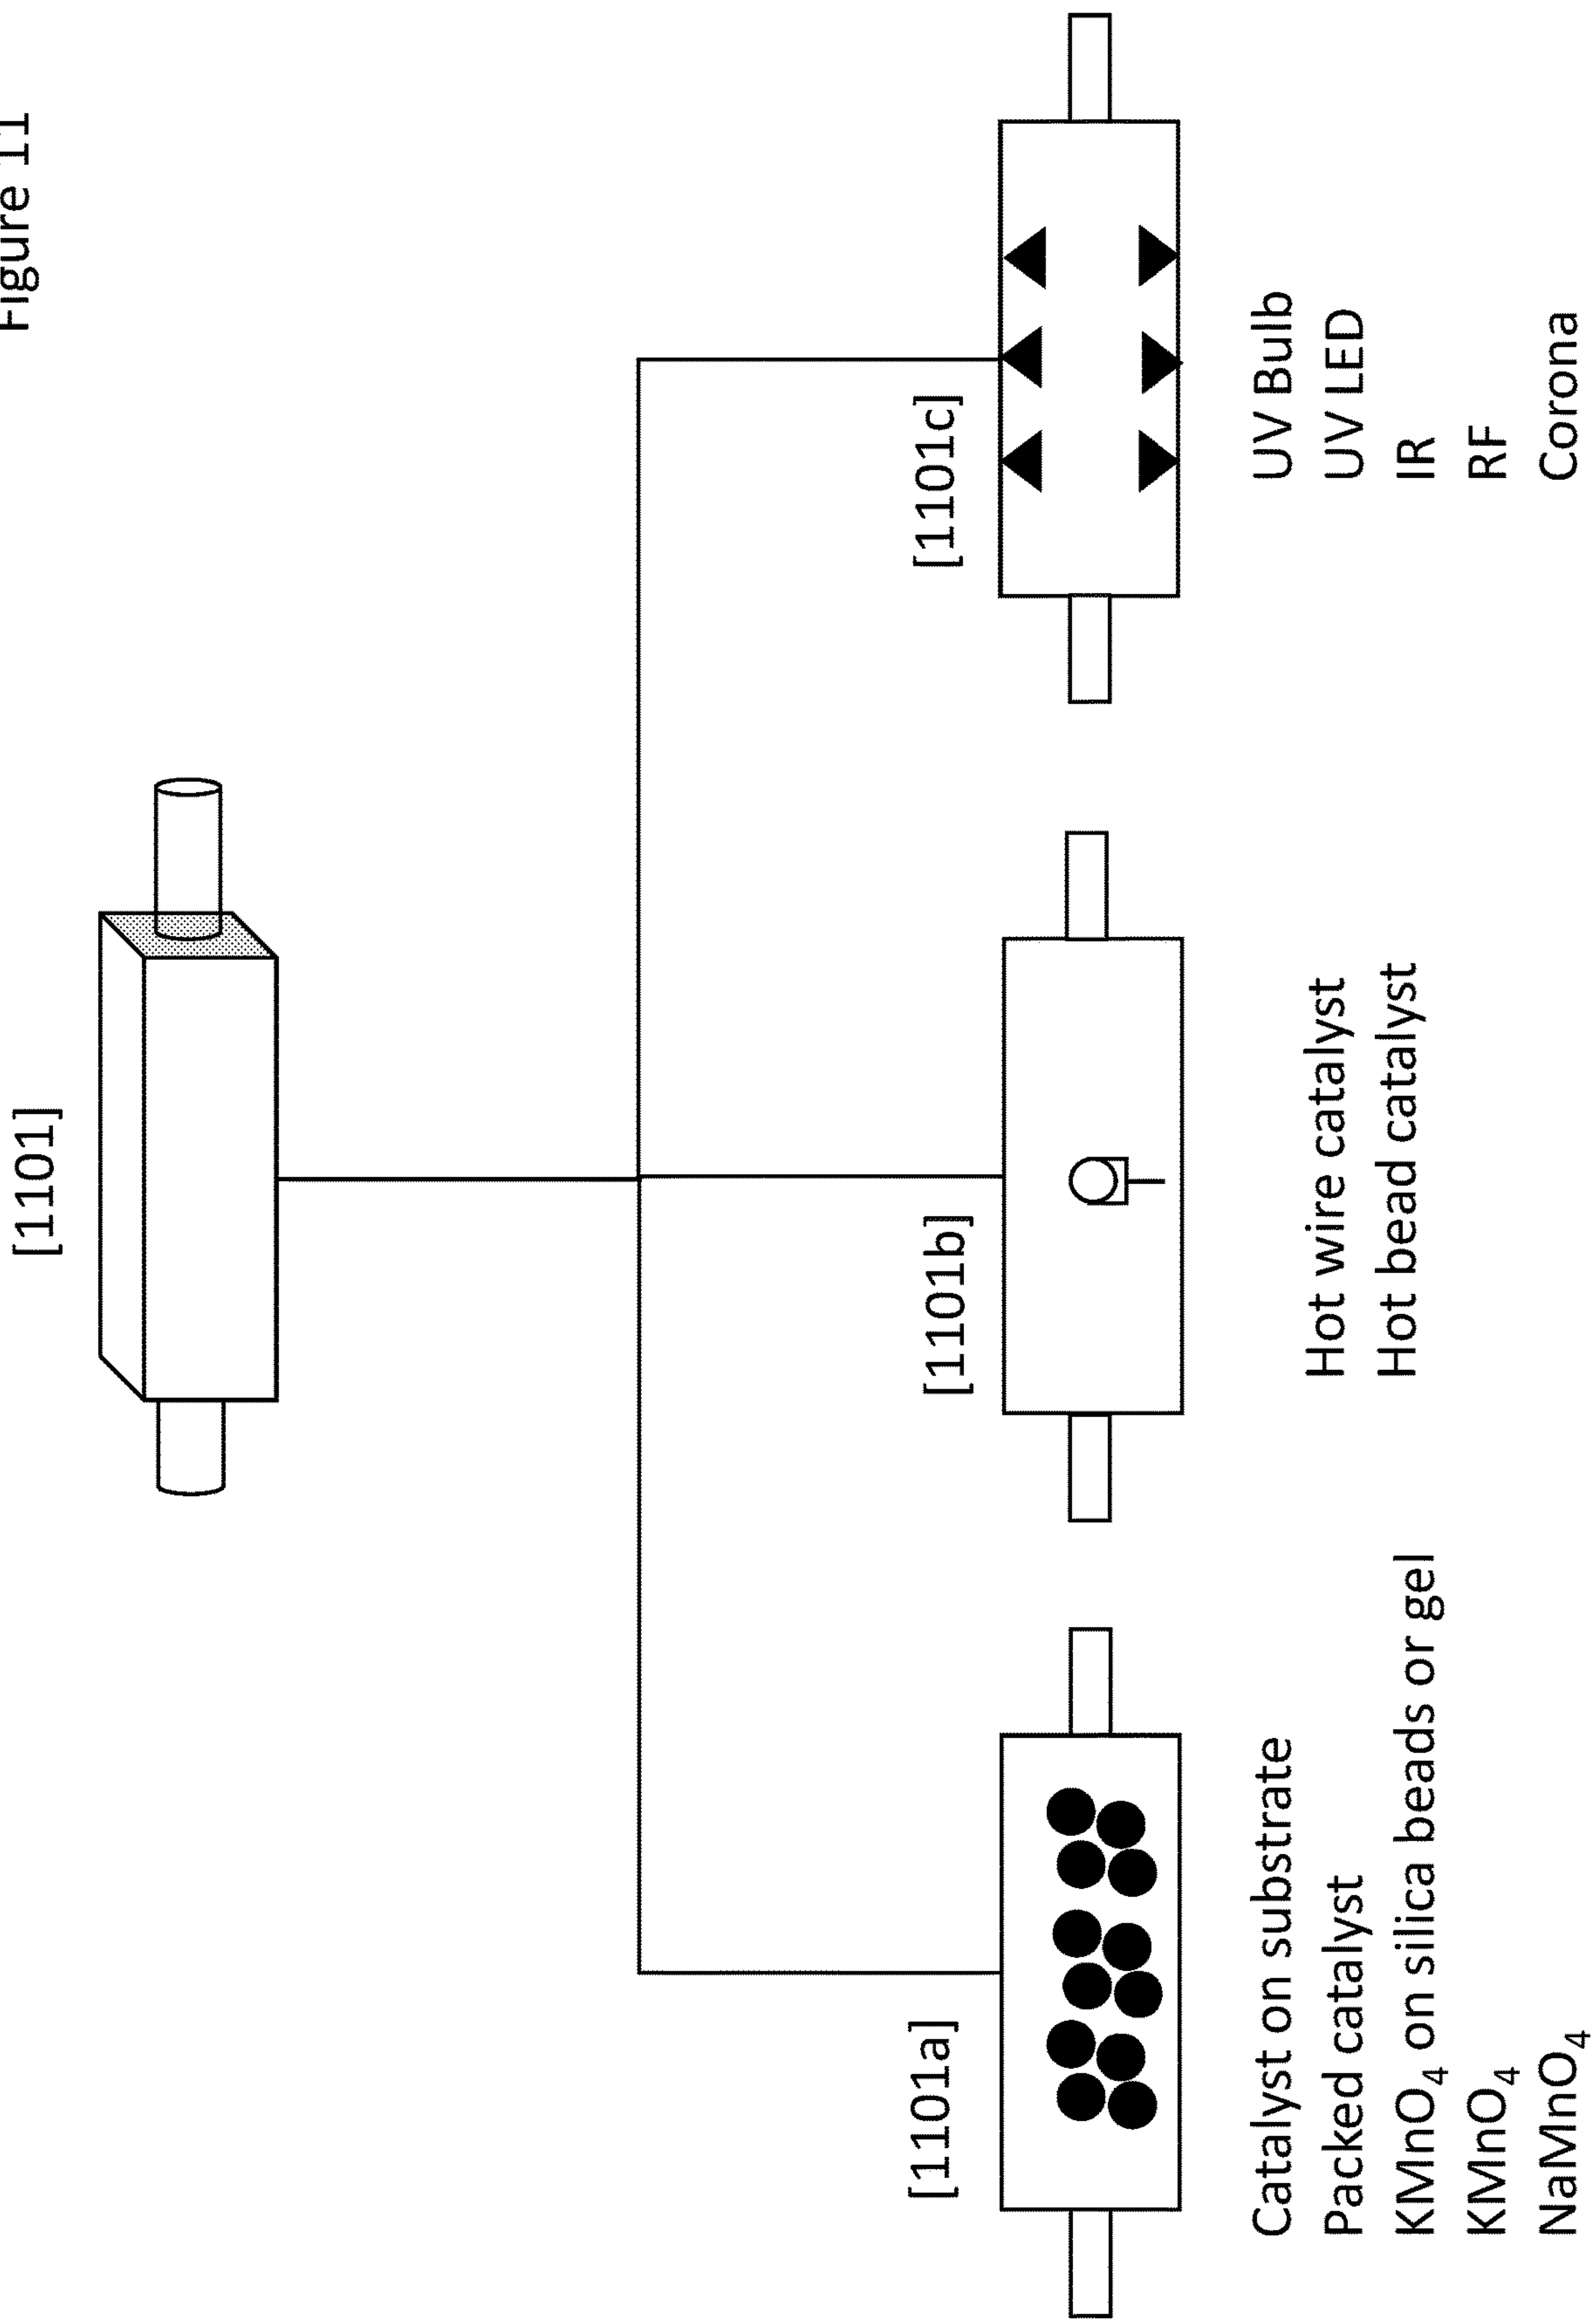 Figure 11
[1101]
[1101a]
[1101b]
[1101c]
Catalyst on substrate
Packed catalyst
KMnO₄ on silica beads or gel
KMnO₄
NaMnO₄
Hot wire catalyst
Hot bead catalyst
UV Bulb
UV LED
IR
RF
Corona